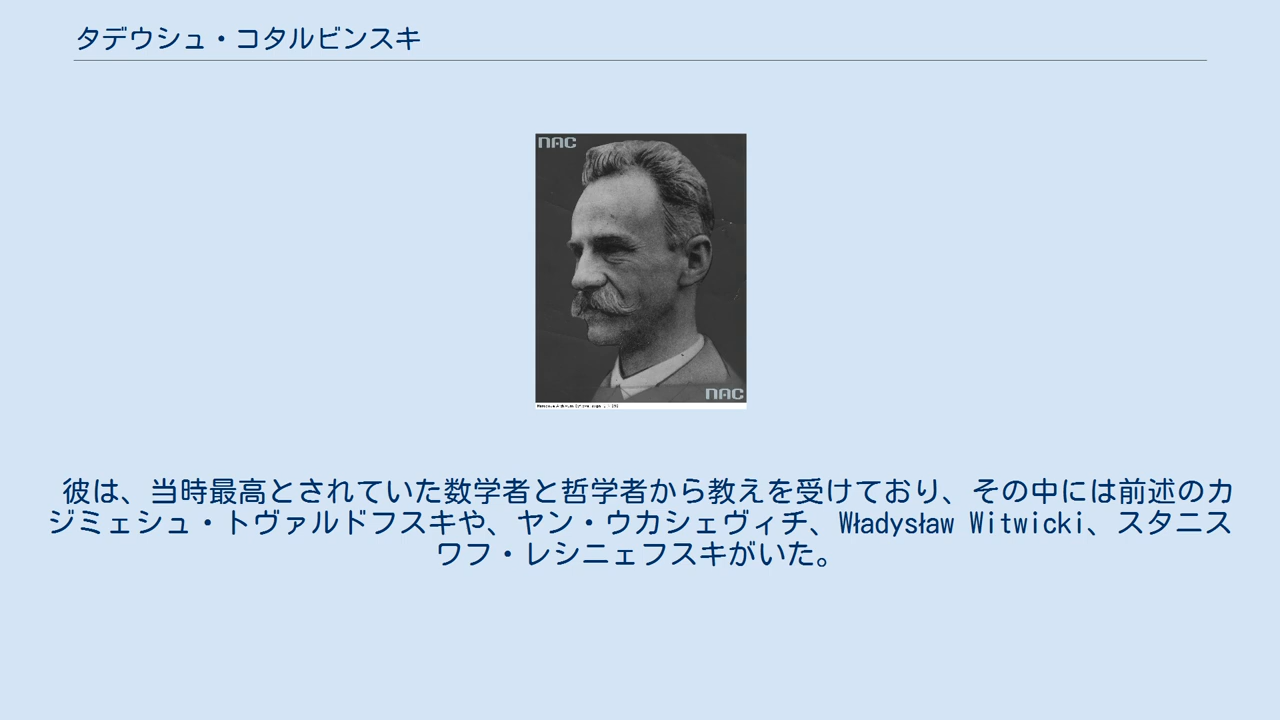 タデウシュ・コタルビンスキ
NAC
NAC
彼は、当時最高とされていた数学者と哲学者から教えを受けており、その中には前述のカ
ジミェシュ・トヴァルドフスキや、ヤン・ウカシェヴィチ、Władysław Witwicki、スタニス
ワフ・レシニェフスキがいた。